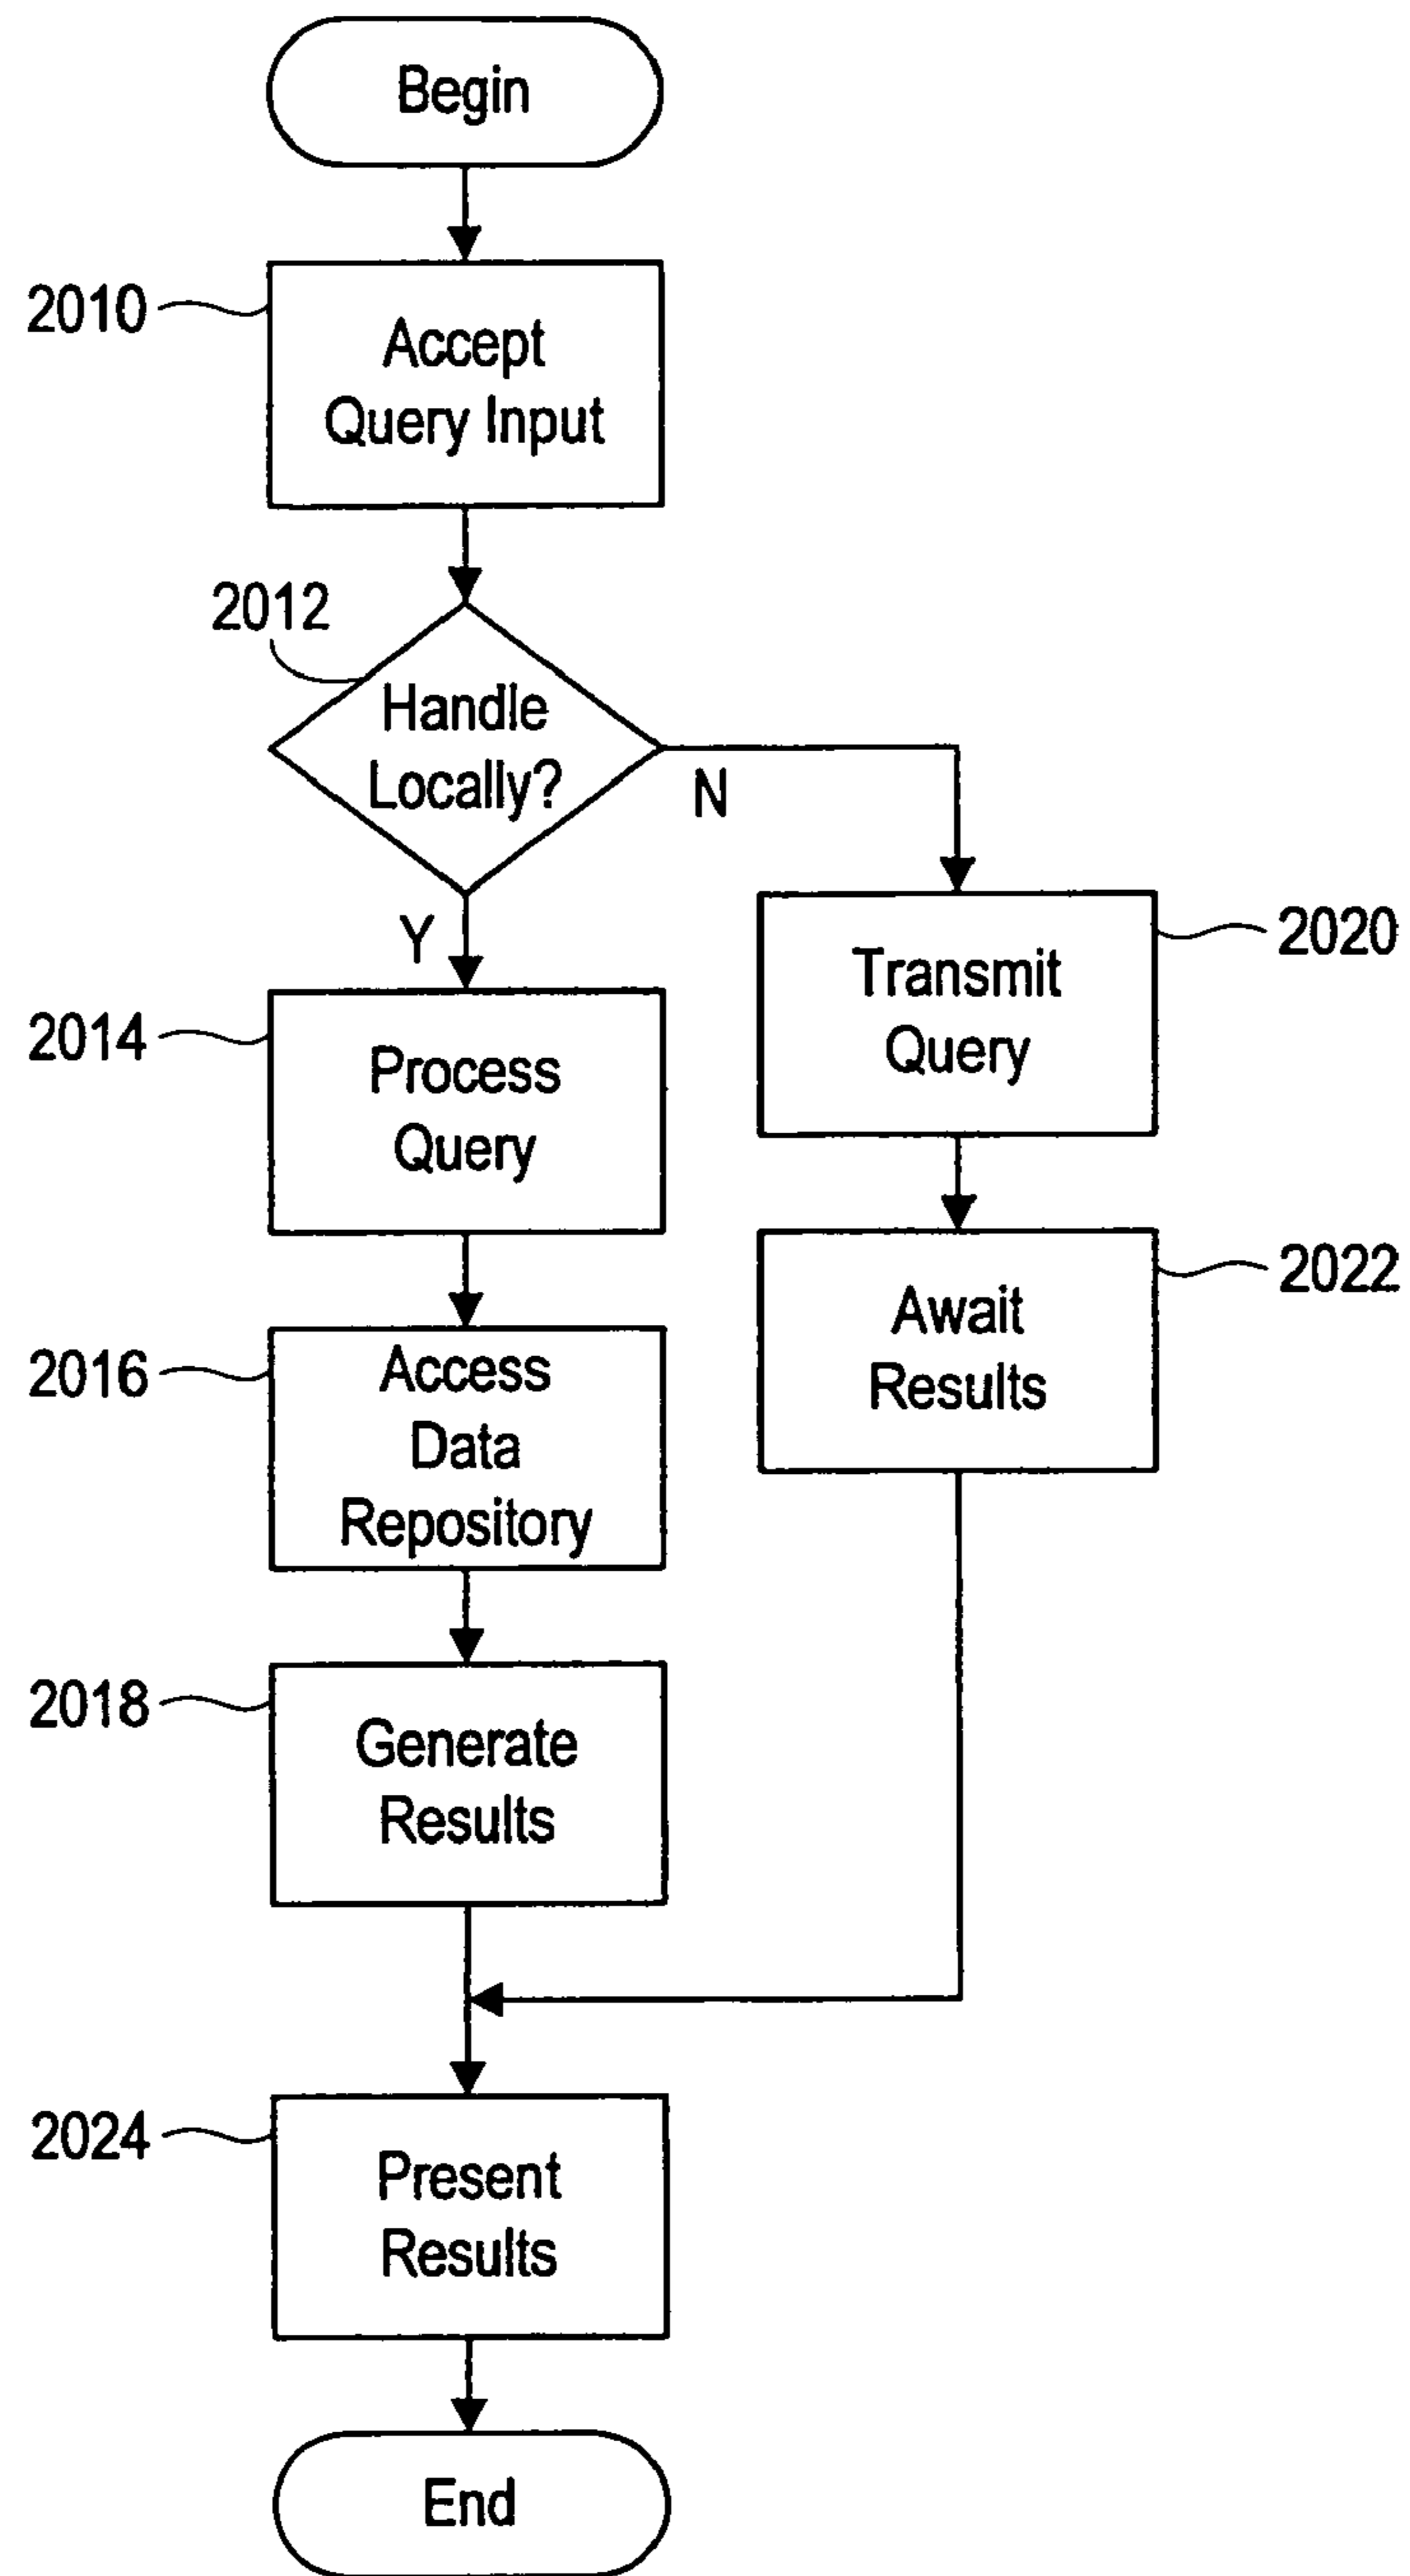 Begin
2010
Accept
Query Input
2012
Handle
Locally?
N
Y
2020
Transmit
Query
2014
Process
Query
2022
Await
Results
2016
Access
Data
Repository
2018
Generate
Results
2024
Present
Results
End